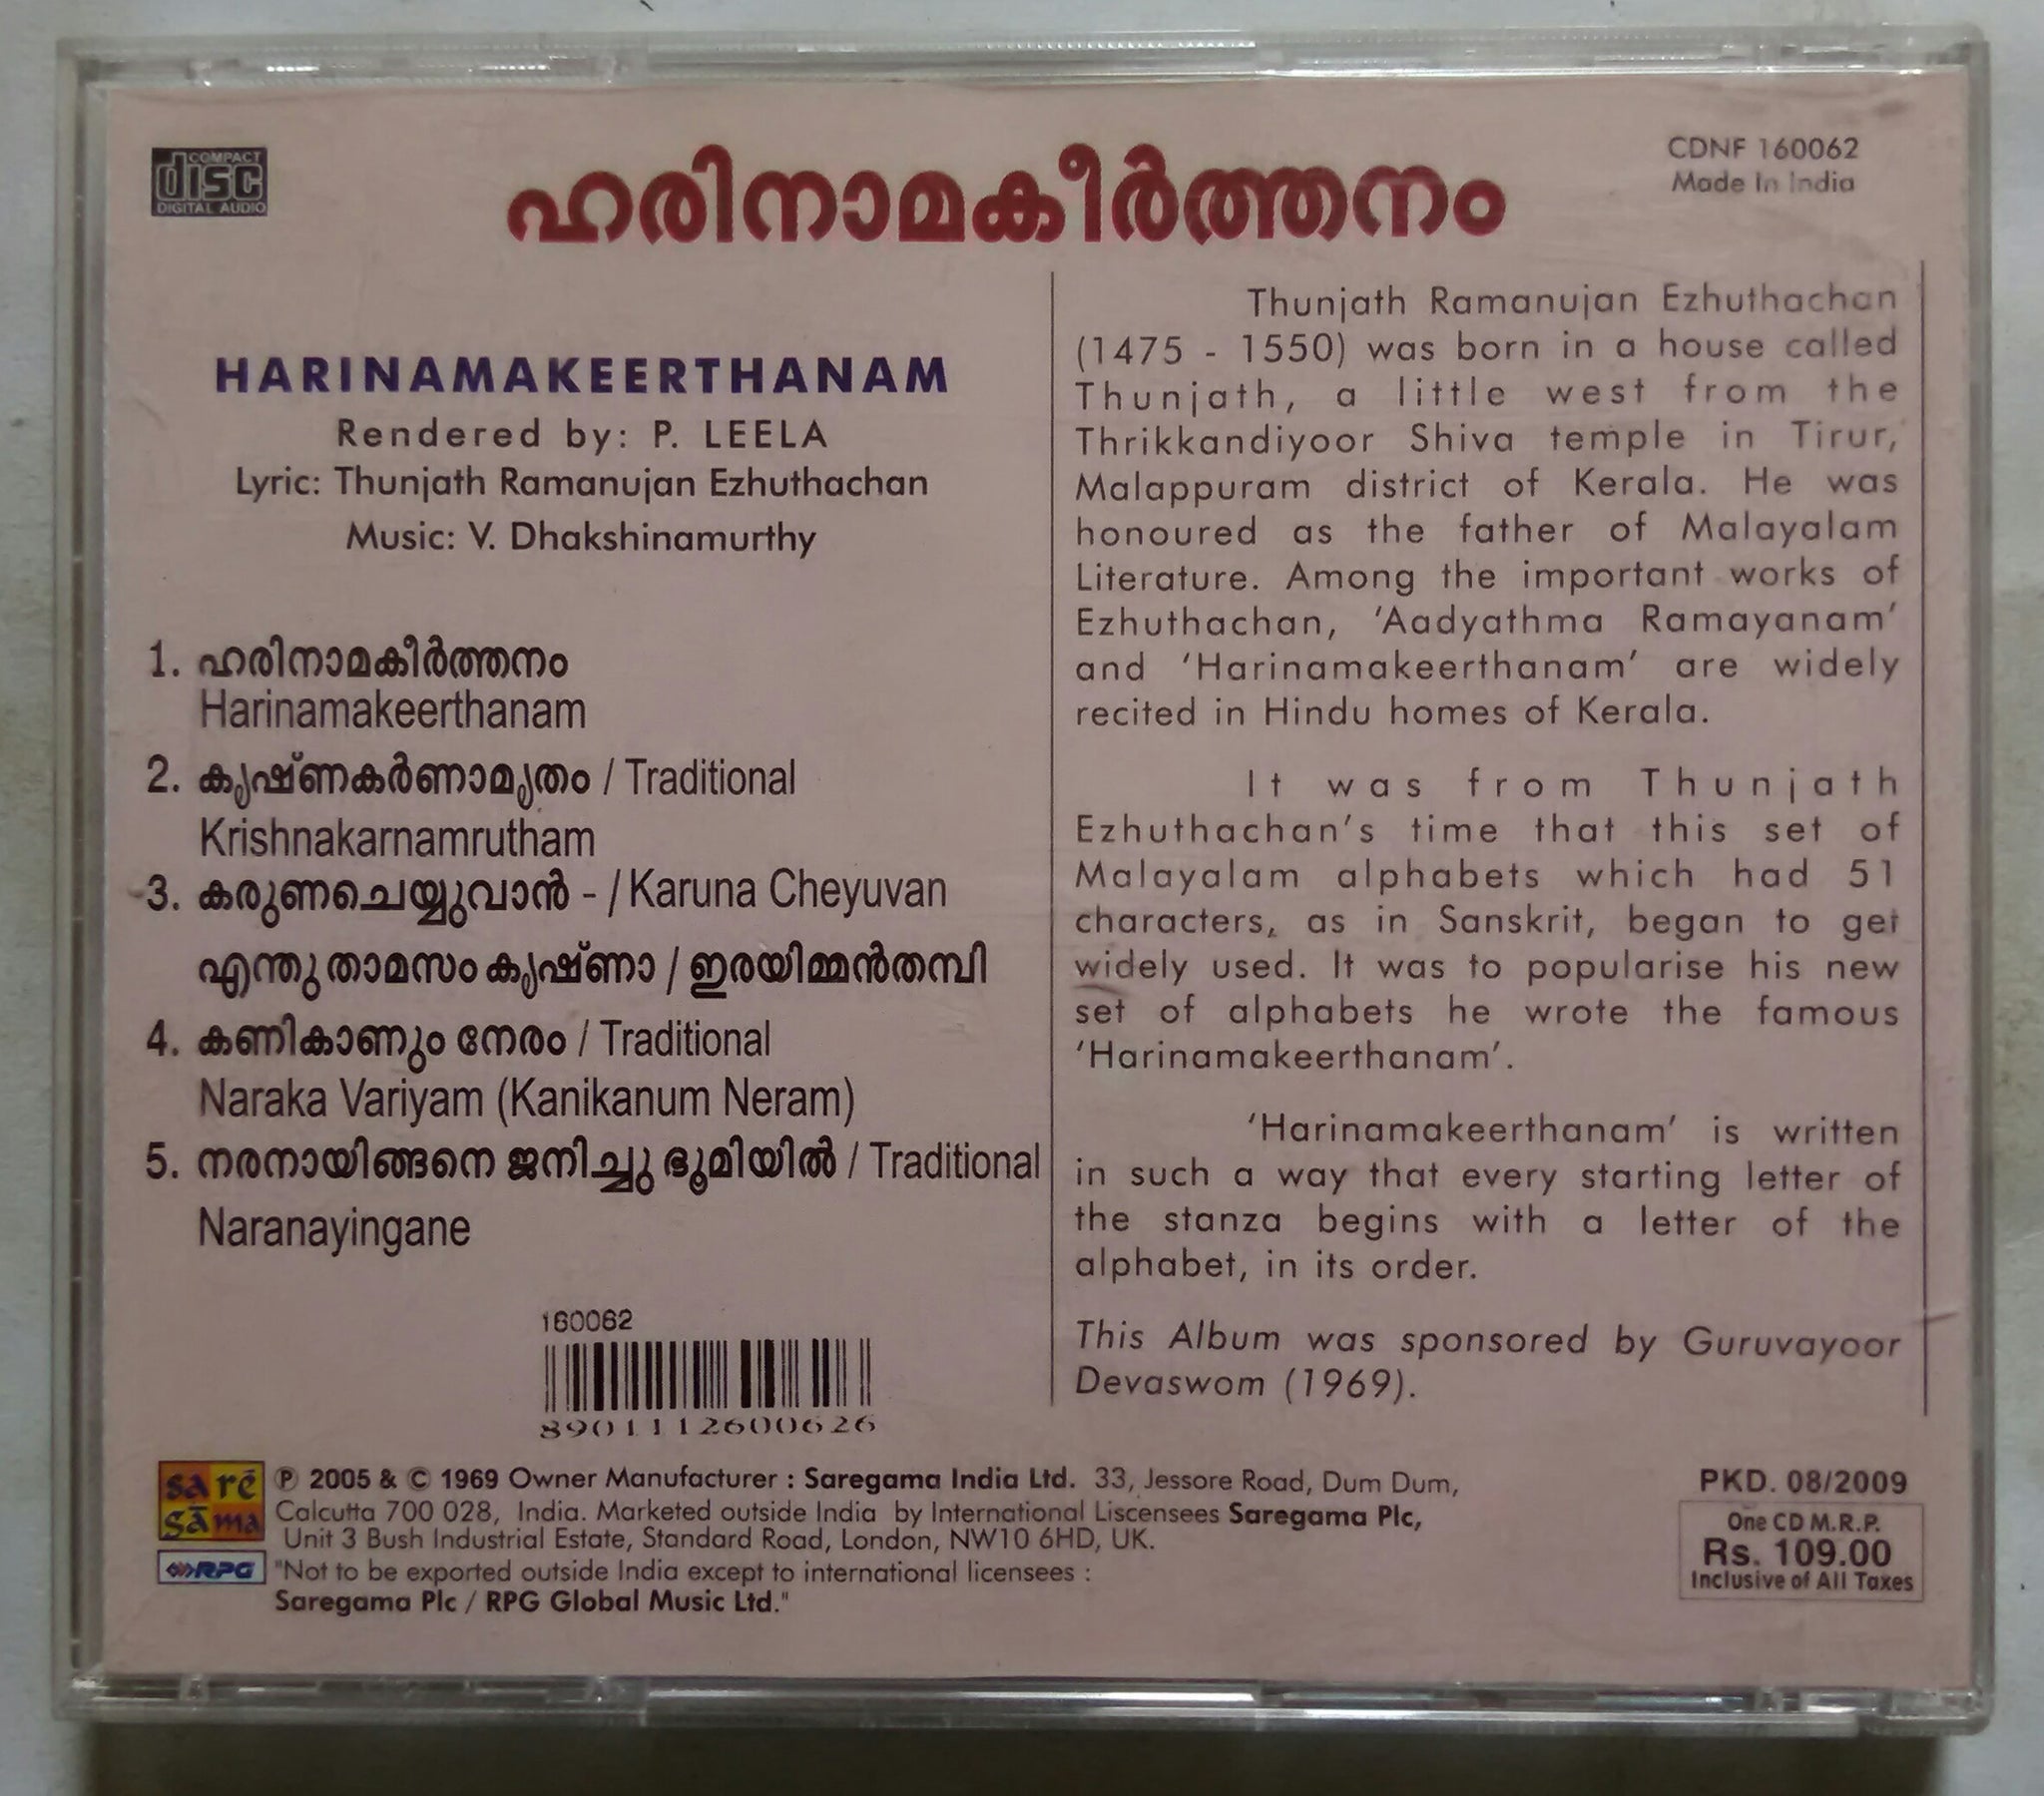 COMPACT
disc
DIGITAL AUDIO
ഹരിനാമകീർത്തനം
CDNF 160062
Made In India
HARINAMAKEERTHANAM
Rendered by: P. LEELA
Lyric: Thunjath Ramanujan Ezhuthachan
Music: V. Dhakshinamurthy
1. ഹരിനാമകീർത്തനം
Harinamakeerthanam
2. കൃഷ്ണകർണാമൃതം / Traditional
Krishnakarnamrutham
3. കരുണചെയ്യുവാൻ - / Karuna Cheyuvan
എന്തു താമസം കൃഷ്ണാ / ഇരയിമ്മൻതമ്പി
4. കണികാണും നേരം / Traditional
Naraka Variyam (Kanikanum Neram)
5. നരനായിങ്ങനെ ജനിച്ചു ഭൂമിയിൽ / Traditional
Naranayingane
160062
8901112600626
Thunjath Ramanujan Ezhuthachan
(1475 - 1550) was born in a house called
Thunjath, a little west from the
Thrikkandiyoor Shiva temple in Tirur,
Malappuram district of Kerala. He was
honoured as the father of Malayalam
Literature. Among the important works of
Ezhuthachan, 'Aadyathma Ramayanam'
and 'Harinamakeerthanam' are widely
recited in Hindu homes of Kerala.
It was from Thunjath
Ezhuthachan's time that this set of
Malayalam alphabets which had 51
characters, as in Sanskrit, began to get
widely used. It was to popularise his new
set of alphabets he wrote the famous
'Harinamakeerthanam'.
'Harinamakeerthanam' is written
in such a way that every starting letter of
the stanza begins with a letter of the
alphabet, in its order.
This Album was sponsored by Guruvayoor
Devaswom (1969).
sa rē
gā ma
RPG
℗ 2005 & © 1969 Owner Manufacturer : Saregama India Ltd. 33, Jessore Road, Dum Dum,
Calcutta 700 028, India. Marketed outside India by International Liscensees Saregama Plc,
Unit 3 Bush Industrial Estate, Standard Road, London, NW10 6HD, UK.
"Not to be exported outside India except to international licensees :
Saregama Plc / RPG Global Music Ltd."
PKD. 08/2009
One CD M.R.P.
Rs. 109.00
Inclusive of All Taxes